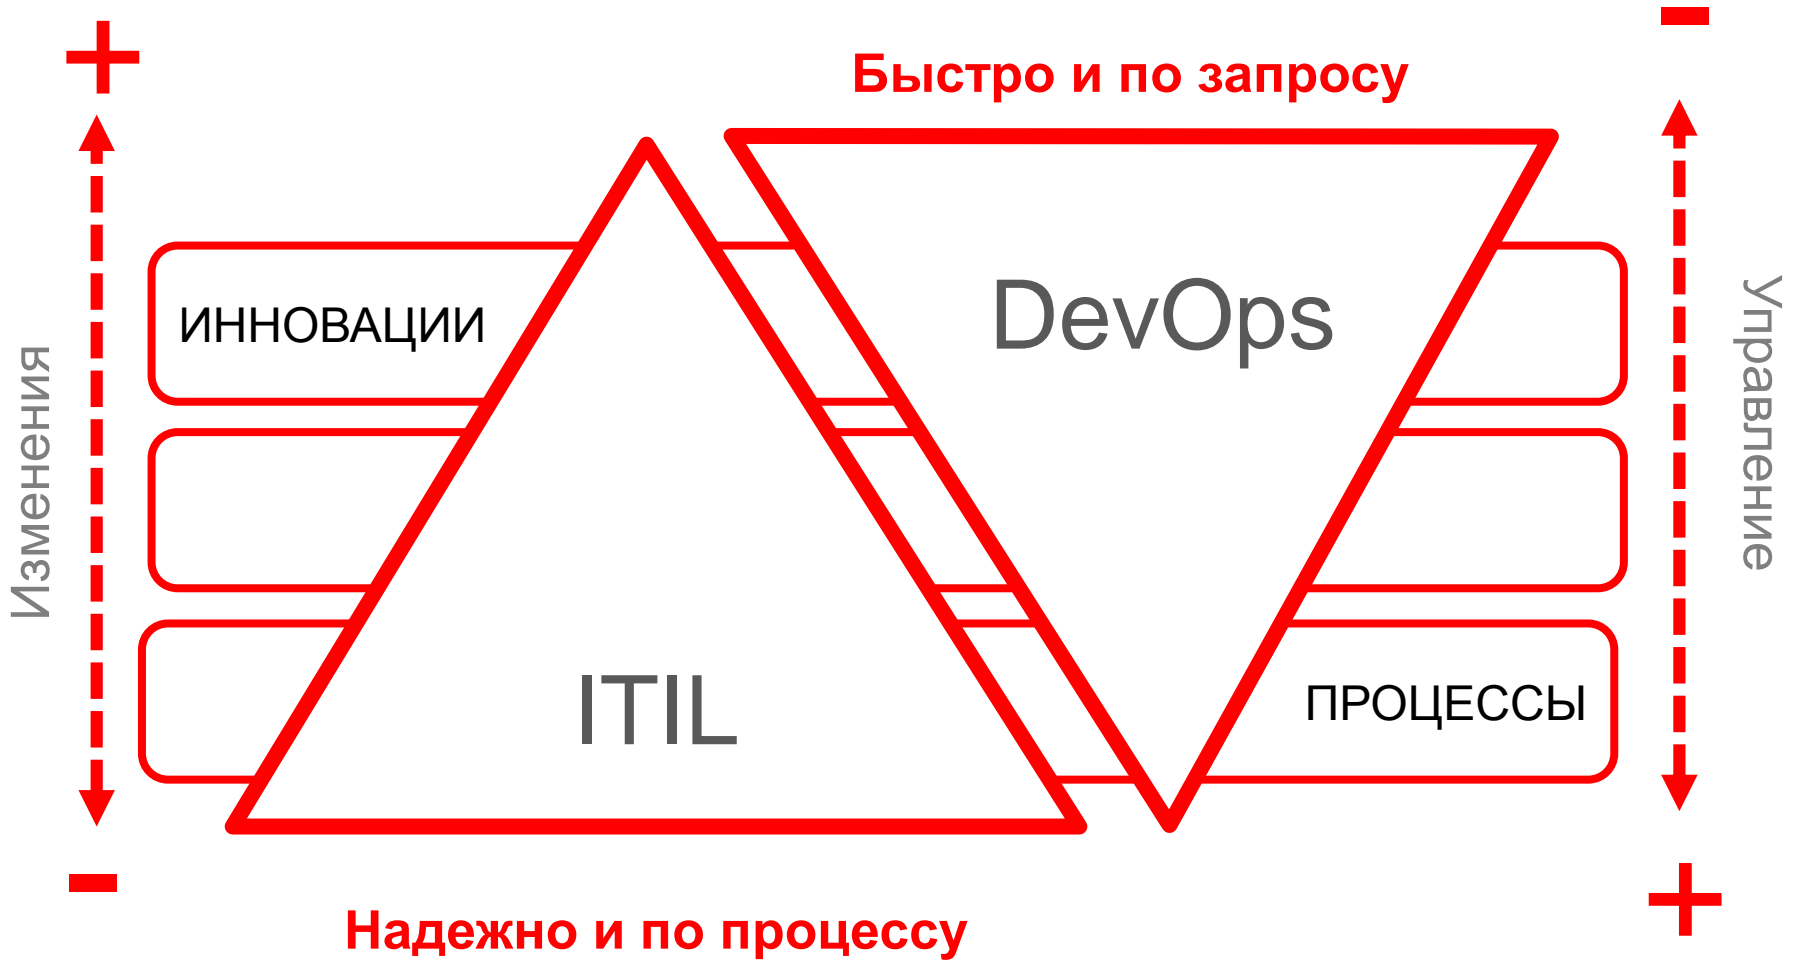 +
-
Быстро и по запросу
DevOps
ИННОВАЦИИ
Изменения
Управление
ITIL
ПРОЦЕССЫ
-
+
Надежно и по процессу